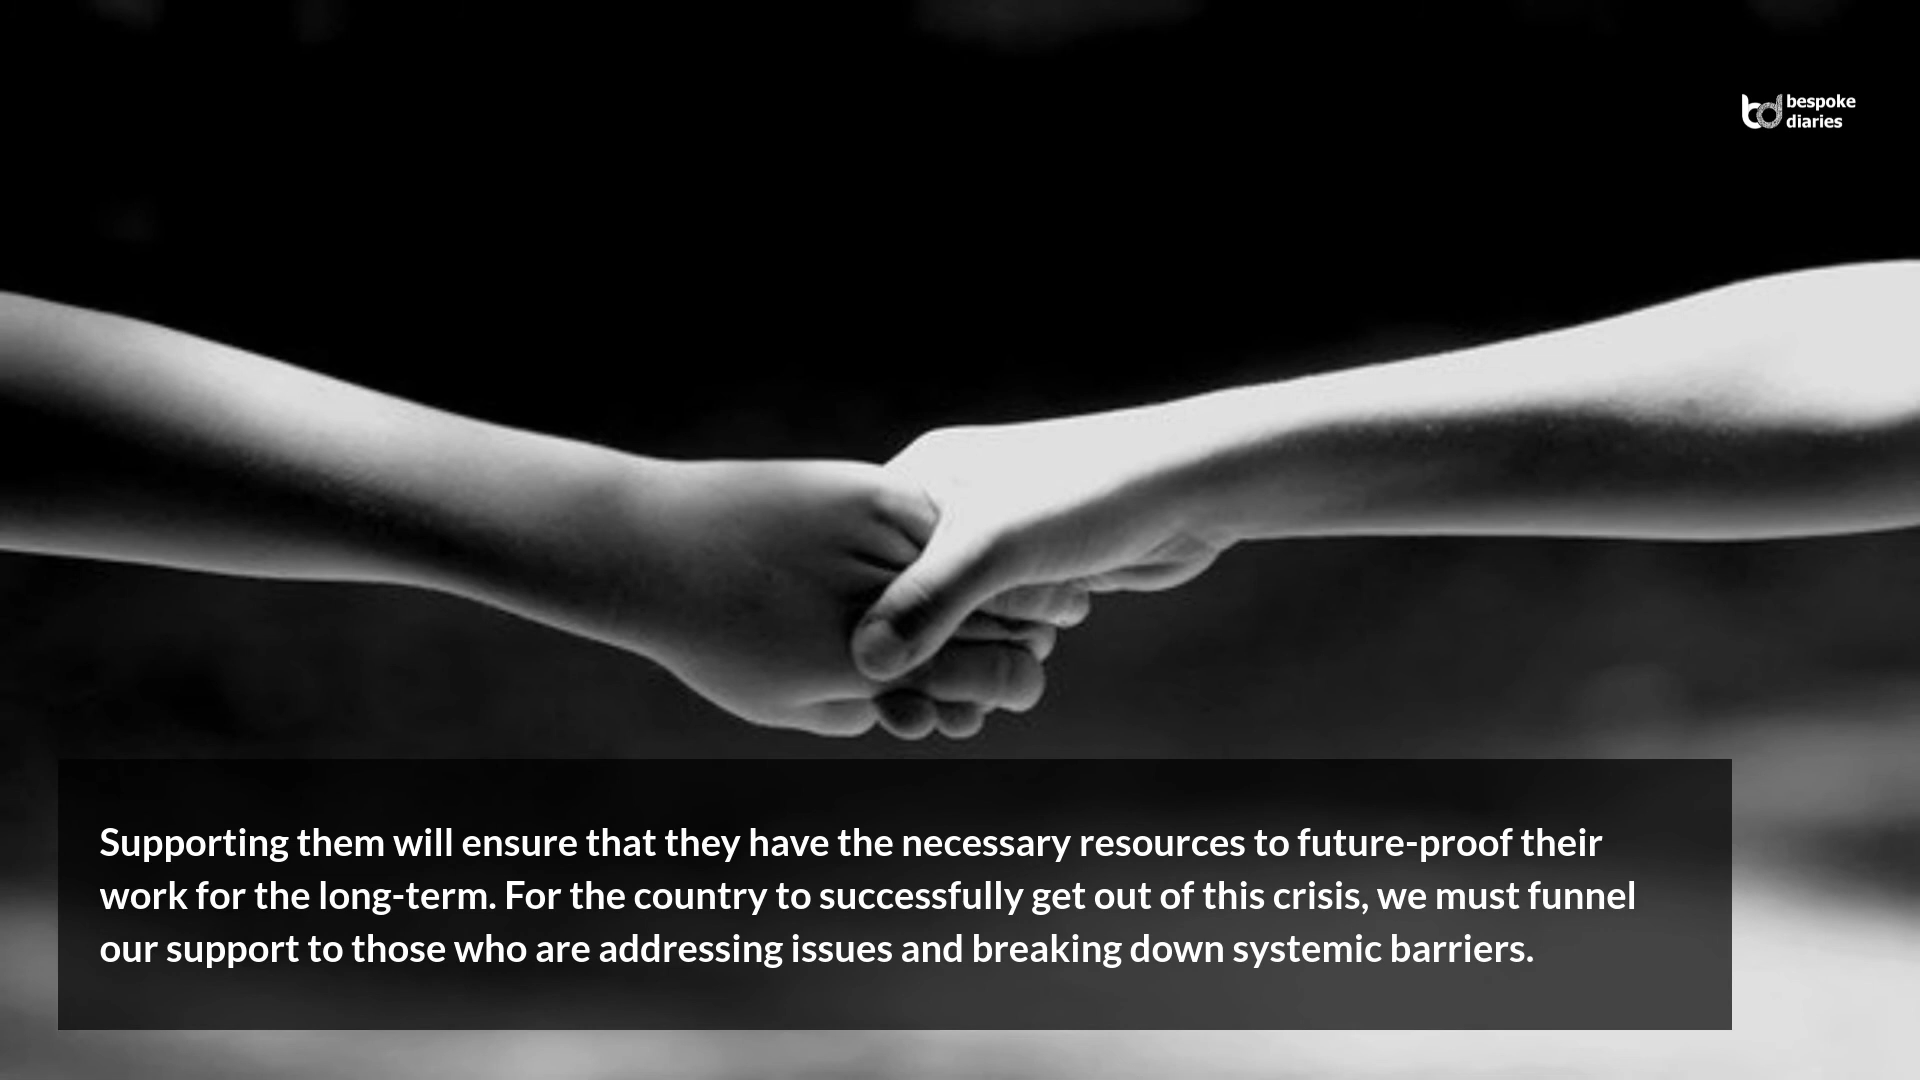 bespoke
diaries
Supporting them will ensure that they have the necessary resources to future-proof their
work for the long-term. For the country to successfully get out of this crisis, we must funnel
our support to those who are addressing issues and breaking down systemic barriers.